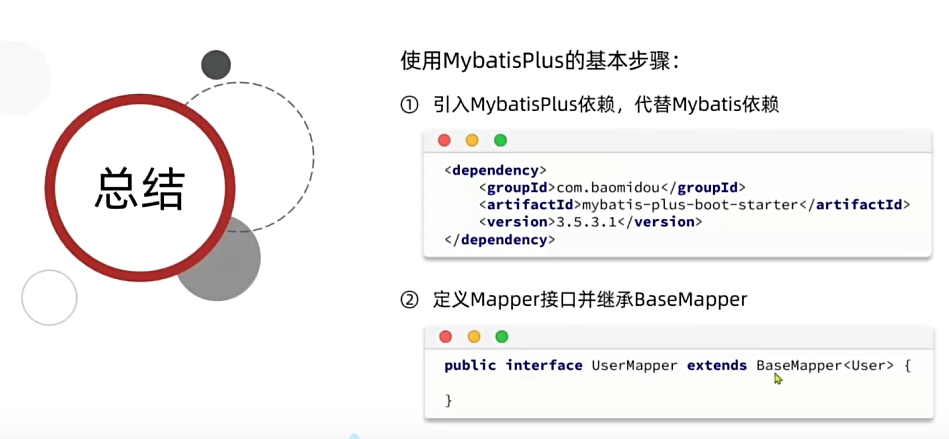 总结
使用MybatisPlus的基本步骤：
① 引入MybatisPlus依赖，代替Mybatis依赖
<dependency>
    <groupId>com.baomidou</groupId>
    <artifactId>mybatis-plus-boot-starter</artifactId>
    <version>3.5.3.1</version>
</dependency>
② 定义Mapper接口并继承BaseMapper
public interface UserMapper extends BaseMapper<User> {
}